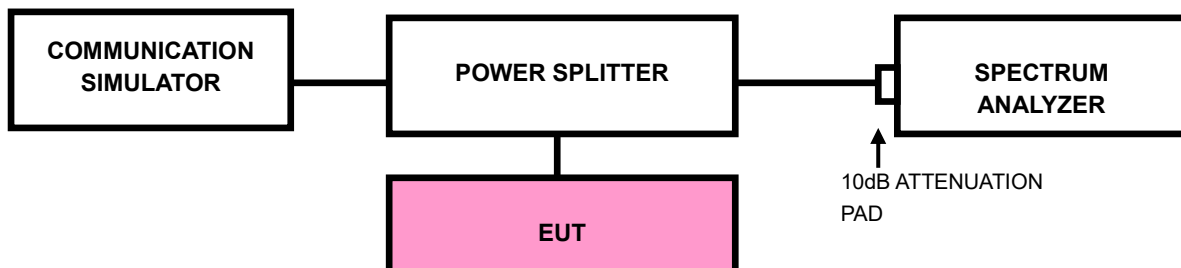 COMMUNICATION
SIMULATOR
POWER SPLITTER
SPECTRUM
ANALYZER
10dB ATTENUATION
PAD
EUT